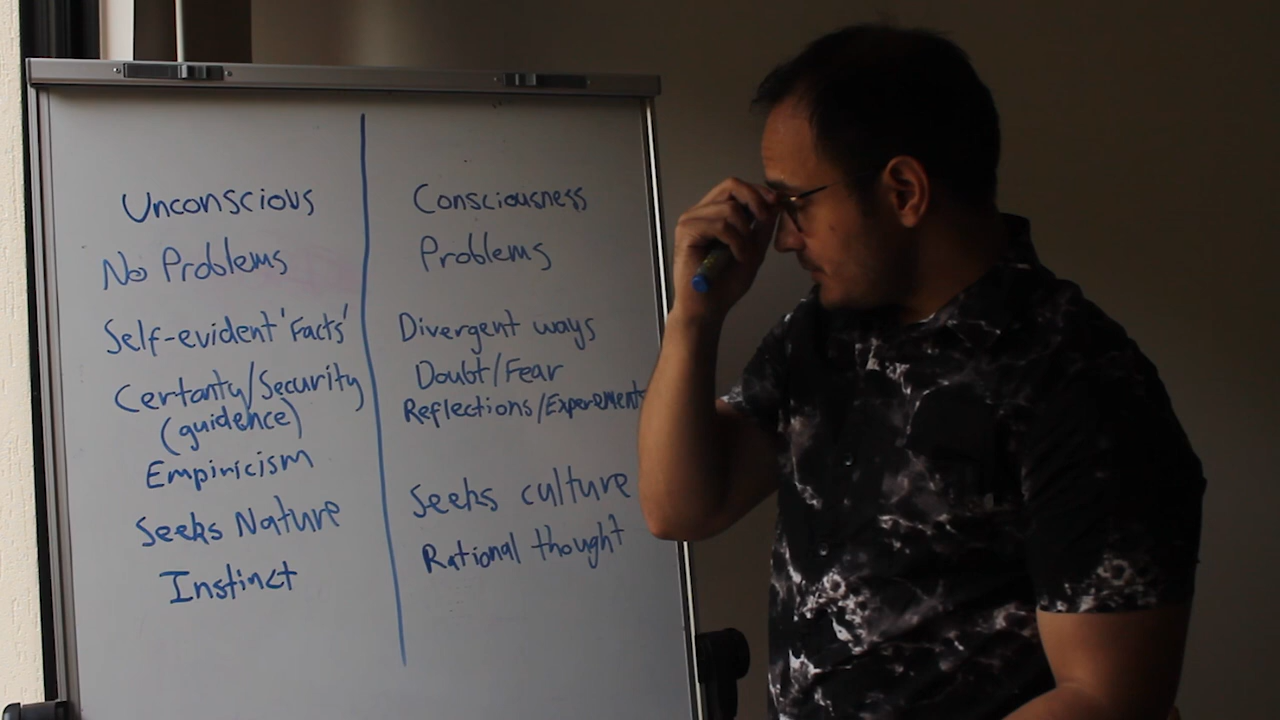 Unconscious
No Problems
Self-evident 'Facts'
Certanty/Security
(guidence)
Empiricism
Seeks Nature
Instinct
Consciousness
Problems
Divergent ways
Doubt/Fear
Reflections/Experements
Seeks culture
Rational thought